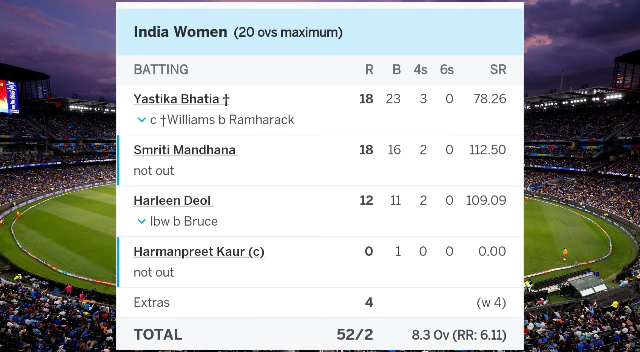 India Women (20 ovs maximum)
BATTING R B 4s 6s SR
Yastika Bhatia † 18 23 3 0 78.26
c †Williams b Ramharack
Smriti Mandhana 18 16 2 0 112.50
not out
Harleen Deol 12 11 2 0 109.09
lbw b Bruce
Harmanpreet Kaur (c) 0 1 0 0 0.00
not out
Extras 4 (w 4)
TOTAL 52/2 8.3 Ov (RR: 6.11)